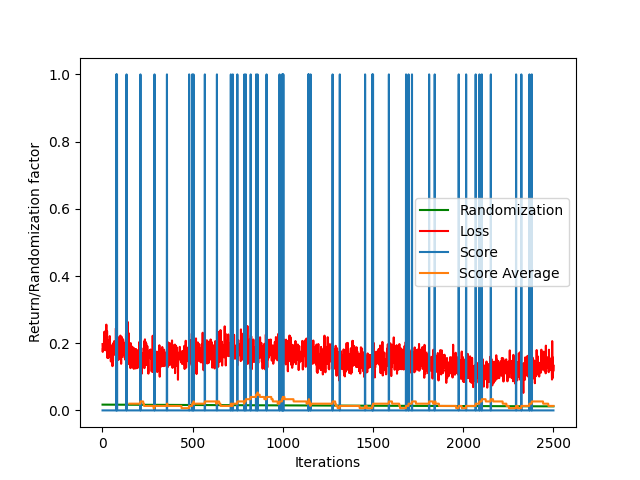 1.0
0.8
0.6
0.4
0.2
0.0
Return/Randomization factor
Randomization
Loss
Score
Score Average
0 500 1000 1500 2000 2500
Iterations